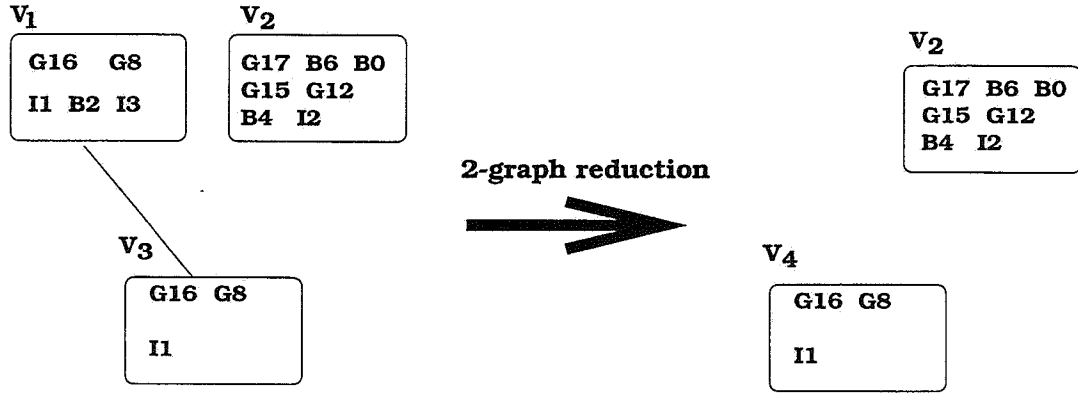 V1
G16 G8
I1 B2 I3
V2
G17 B6 B0
G15 G12
B4 I2
V3
G16 G8
I1
2-graph reduction
V2
G17 B6 B0
G15 G12
B4 I2
V4
G16 G8
I1